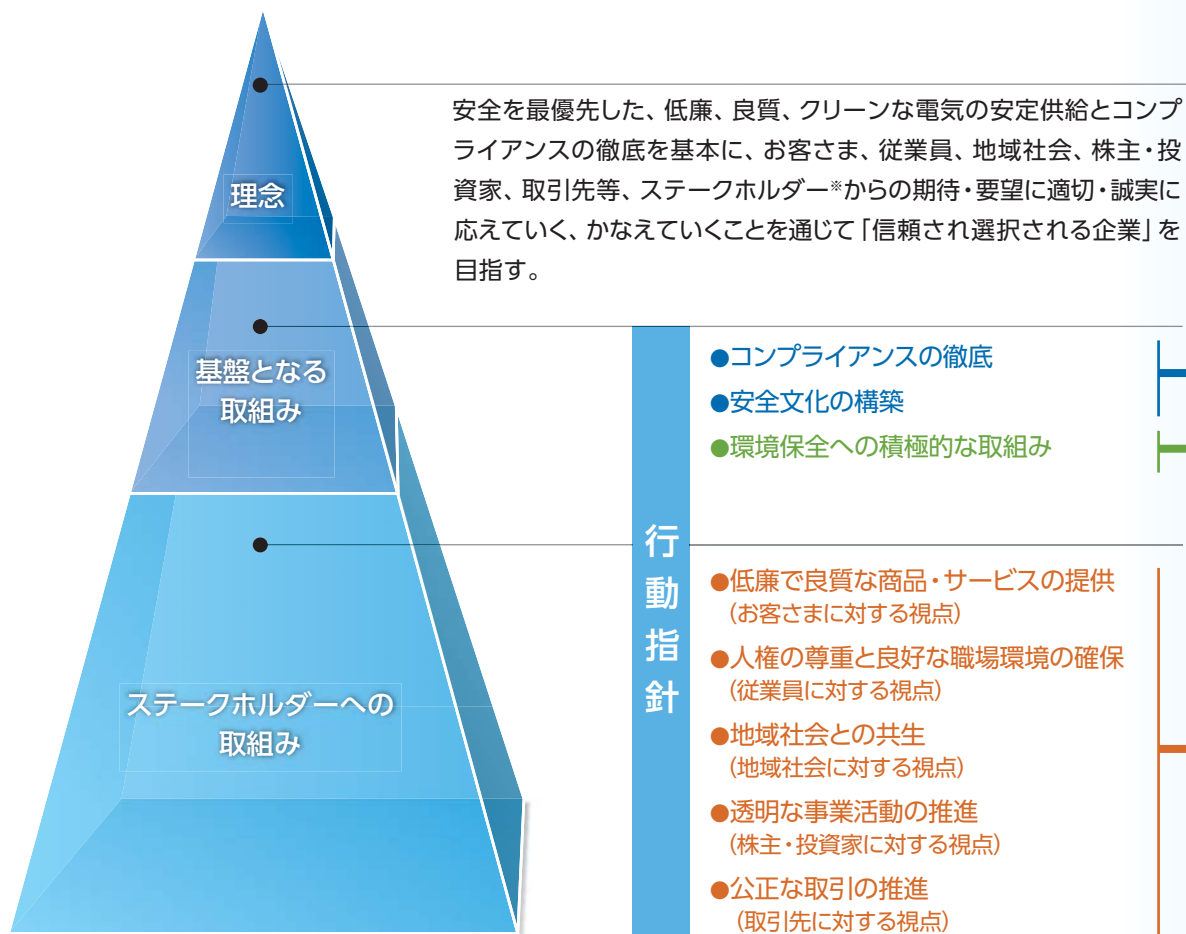 安全を最優先した、低廉、良質、クリーンな電気の安定供給とコンプ
ライアンスの徹底を基本に、お客さま、従業員、地域社会、株主・投
資家、取引先等、ステークホルダー※からの期待・要望に適切・誠実に
応えていく、かなえていくことを通じて「信頼され選択される企業」を
目指す。
理念
基盤となる
取組み
ステークホルダーへの
取組み
行動指針
●コンプライアンスの徹底
●安全文化の構築
●環境保全への積極的な取組み
●低廉で良質な商品・サービスの提供
(お客さまに対する視点)
●人権の尊重と良好な職場環境の確保
(従業員に対する視点)
●地域社会との共生
(地域社会に対する視点)
●透明な事業活動の推進
(株主・投資家に対する視点)
●公正な取引の推進
(取引先に対する視点)